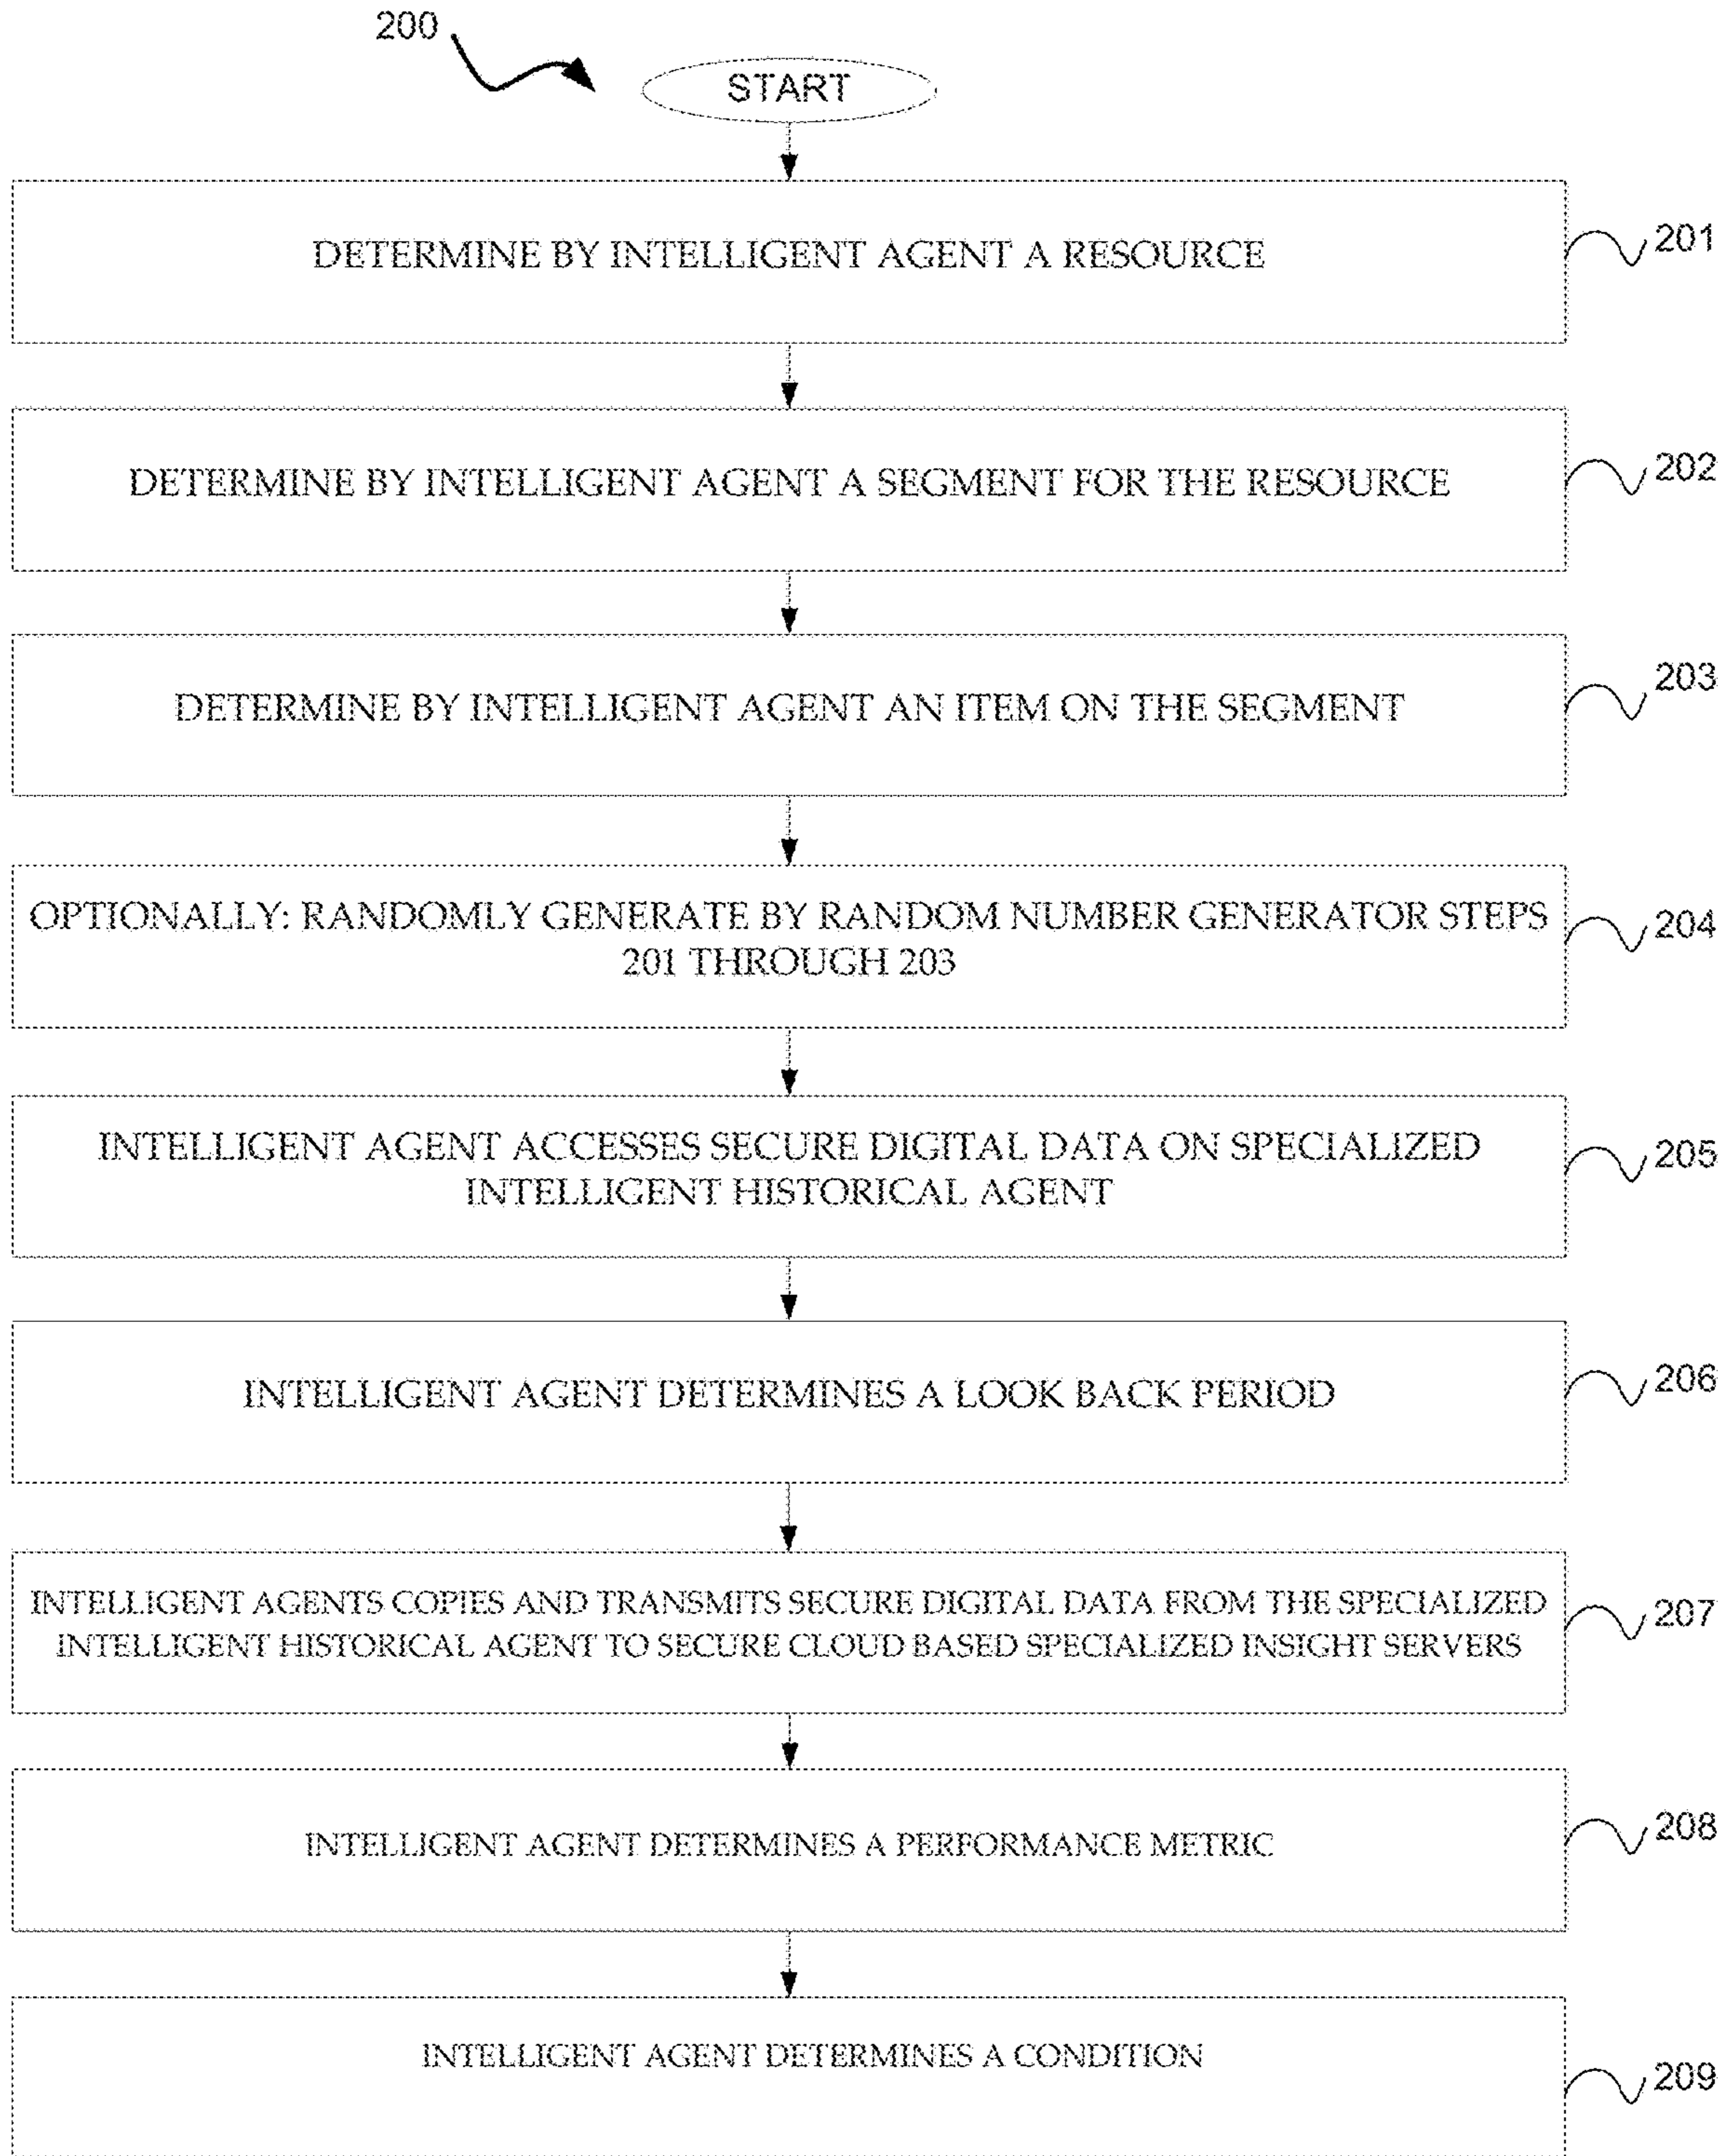 200
START
DETERMINE BY INTELLIGENT AGENT A RESOURCE
201
DETERMINE BY INTELLIGENT AGENT A SEGMENT FOR THE RESOURCE
202
DETERMINE BY INTELLIGENT AGENT AN ITEM ON THE SEGMENT
203
OPTIONALLY: RANDOMLY GENERATE BY RANDOM NUMBER GENERATOR STEPS
201 THROUGH 203
204
INTELLIGENT AGENT ACCESSES SECURE DIGITAL DATA ON SPECIALIZED
INTELLIGENT HISTORICAL AGENT
205
INTELLIGENT AGENT DETERMINES A LOOK BACK PERIOD
206
INTELLIGENT AGENTS COPIES AND TRANSMITS SECURE DIGITAL DATA FROM THE SPECIALIZED
INTELLIGENT HISTORICAL AGENT TO SECURE CLOUD BASED SPECIALIZED INSIGHT SERVERS
207
INTELLIGENT AGENT DETERMINES A PERFORMANCE METRIC
208
INTELLIGENT AGENT DETERMINES A CONDITION
209